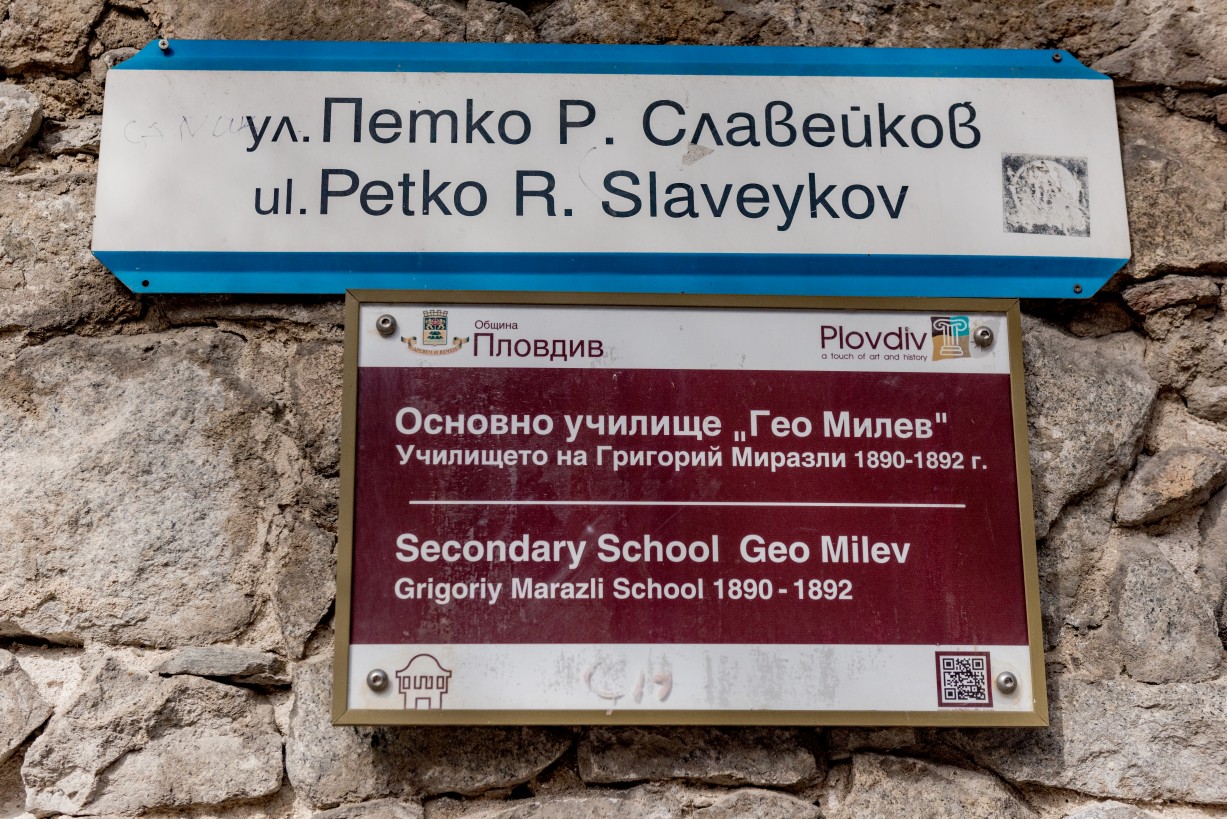 ул. Петко Р. Славейков
ul. Petko R. Slaveykov
Община
Пловдив
Plovdiv
a touch of art and history
Основно училище „Гео Милев"
Училището на Григорий Миразли 1890-1892 г.
Secondary School Geo Milev
Grigoriy Marazli School 1890 - 1892